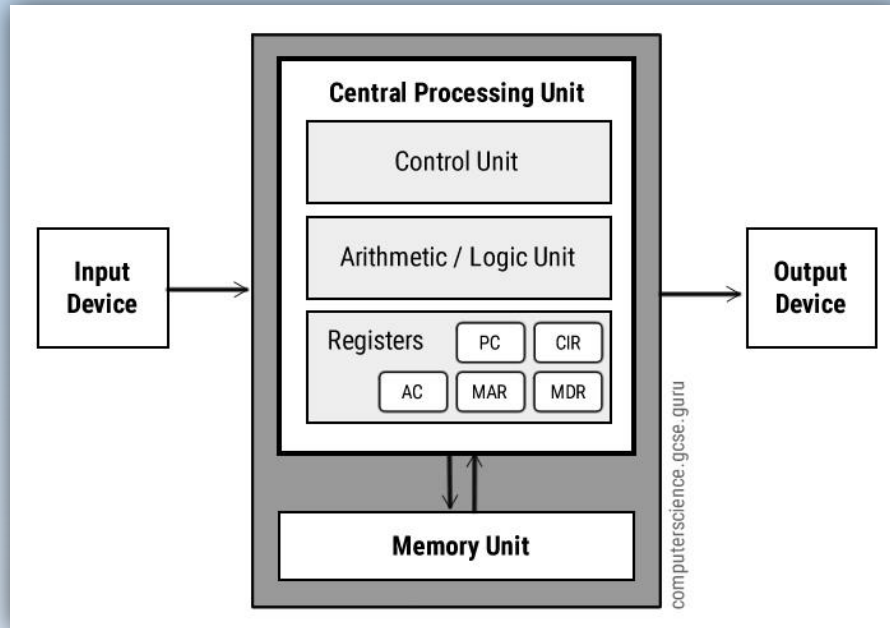 Central Processing Unit
Control Unit
Arithmetic / Logic Unit
Input
Device
Output
Device
Registers
PC
CIR
AC
MAR
MDR
Memory Unit
computerscience.gcse.guru